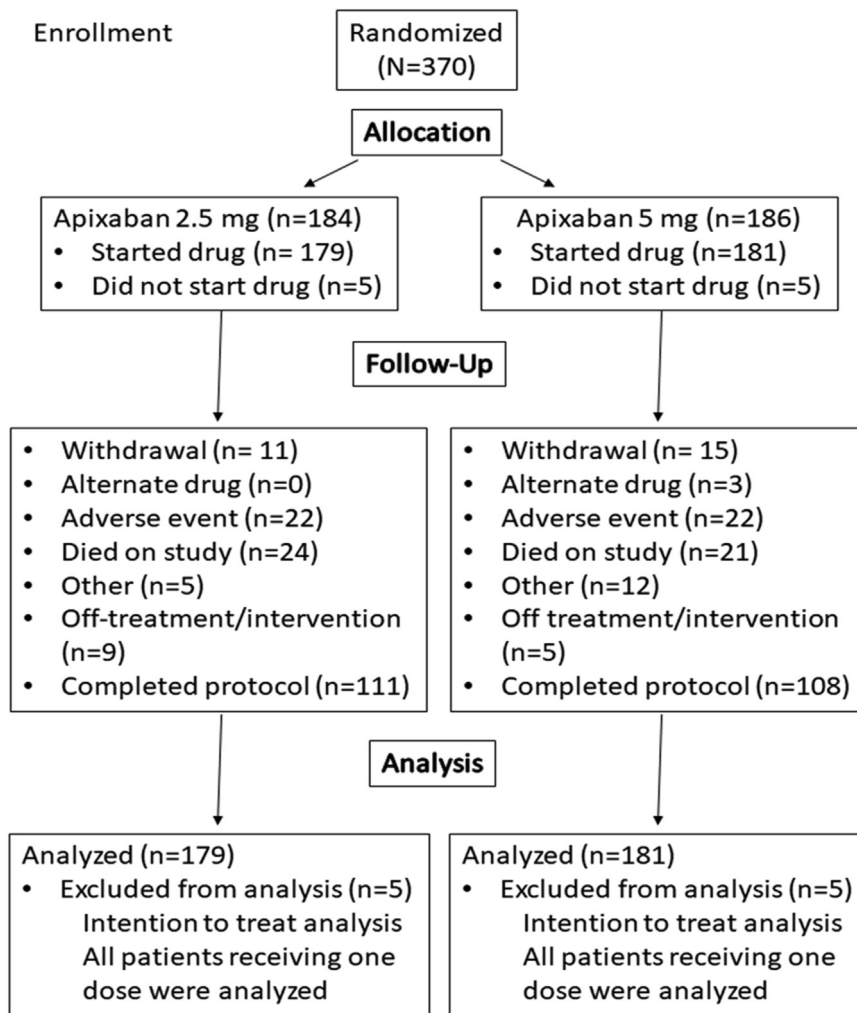 Enrollment
Randomized
(N=370)
Allocation
Apixaban 2.5 mg (n=184)
• Started drug (n= 179)
• Did not start drug (n=5)
Apixaban 5 mg (n=186)
• Started drug (n=181)
• Did not start drug (n=5)
Follow-Up
• Withdrawal (n= 11)
• Alternate drug (n=0)
• Adverse event (n=22)
• Died on study (n=24)
• Other (n=5)
• Off-treatment/intervention
(n=9)
• Completed protocol (n=111)
• Withdrawal (n= 15)
• Alternate drug (n=3)
• Adverse event (n=22)
• Died on study (n=21)
• Other (n=12)
• Off treatment/intervention
(n=5)
• Completed protocol (n=108)
Analysis
Analyzed (n=179)
• Excluded from analysis (n=5)
Intention to treat analysis
All patients receiving one
dose were analyzed
Analyzed (n=181)
• Excluded from analysis (n=5)
Intention to treat analysis
All patients receiving one
dose were analyzed